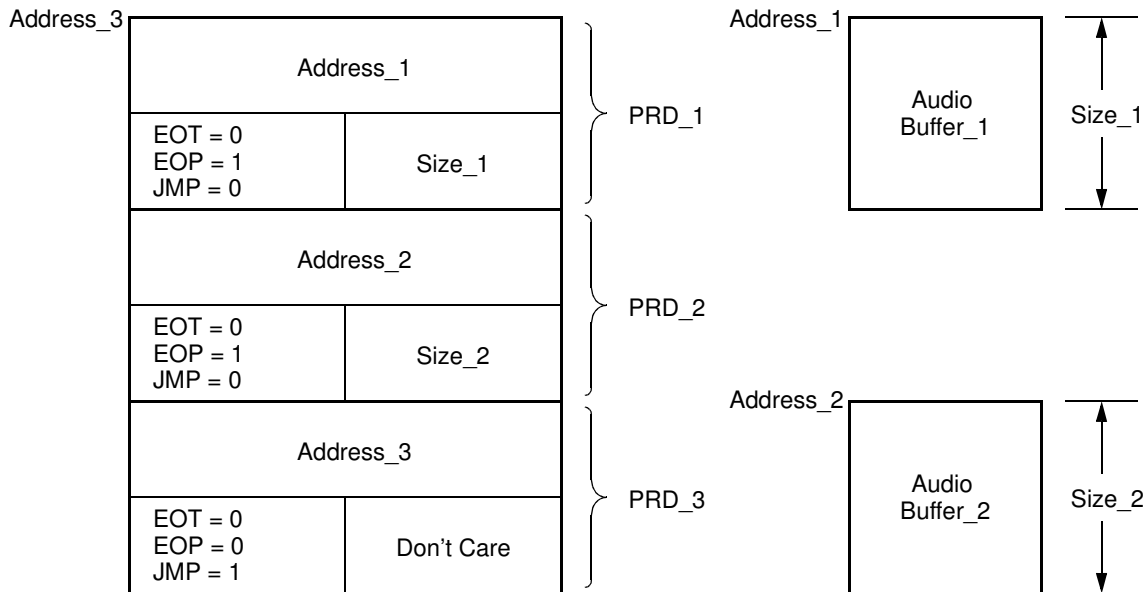 Address_3
Address_1
EOT = 0
EOP = 1
JMP = 0
Size_1
PRD_1
Address_2
EOT = 0
EOP = 1
JMP = 0
Size_2
PRD_2
Address_3
EOT = 0
EOP = 0
JMP = 1
Don't Care
PRD_3
Address_1
Audio
Buffer_1
Size_1
Address_2
Audio
Buffer_2
Size_2